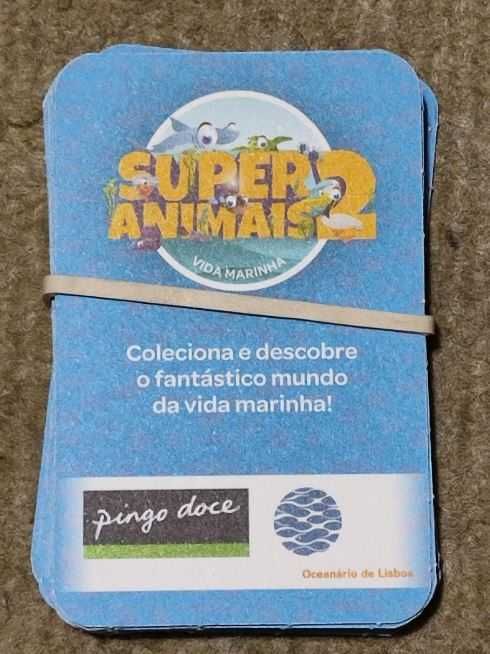 SUPER
ANIMAIS 2
VIDA MARINHA
Coleciona e descobre
o fantástico mundo
da vida marinha!
pingo doce
Oceanário de Lisboa